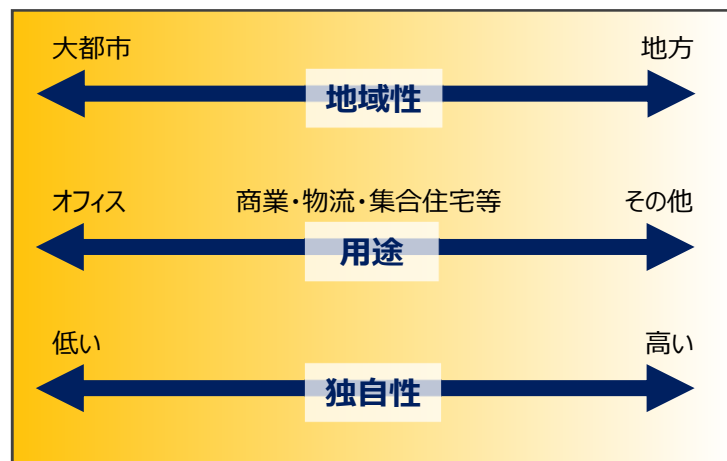 大都市 地方
地域性
オフィス 商業・物流・集合住宅等 その他
用途
低い 高い
独自性